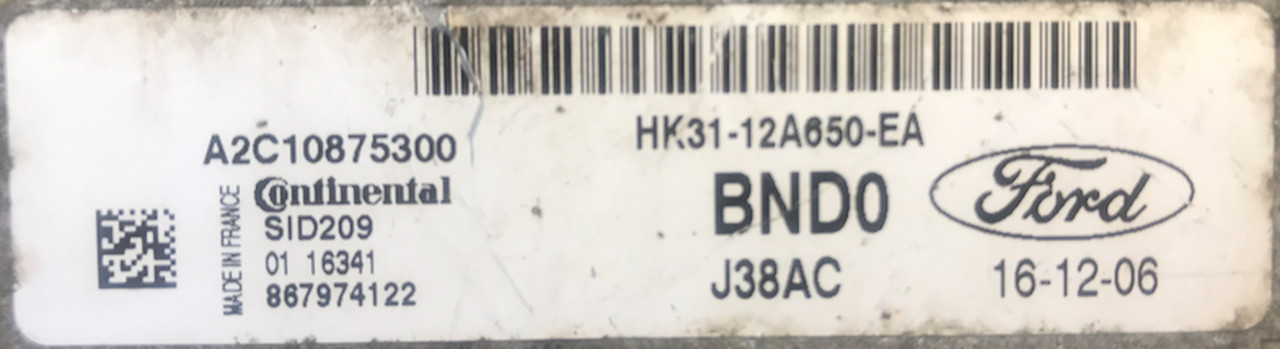 HK31-12A650-EA
A2C10875300
Continental
SID209
01 16341
867974122
MADE IN FRANCE
BND0
J38AC
Ford
16-12-06